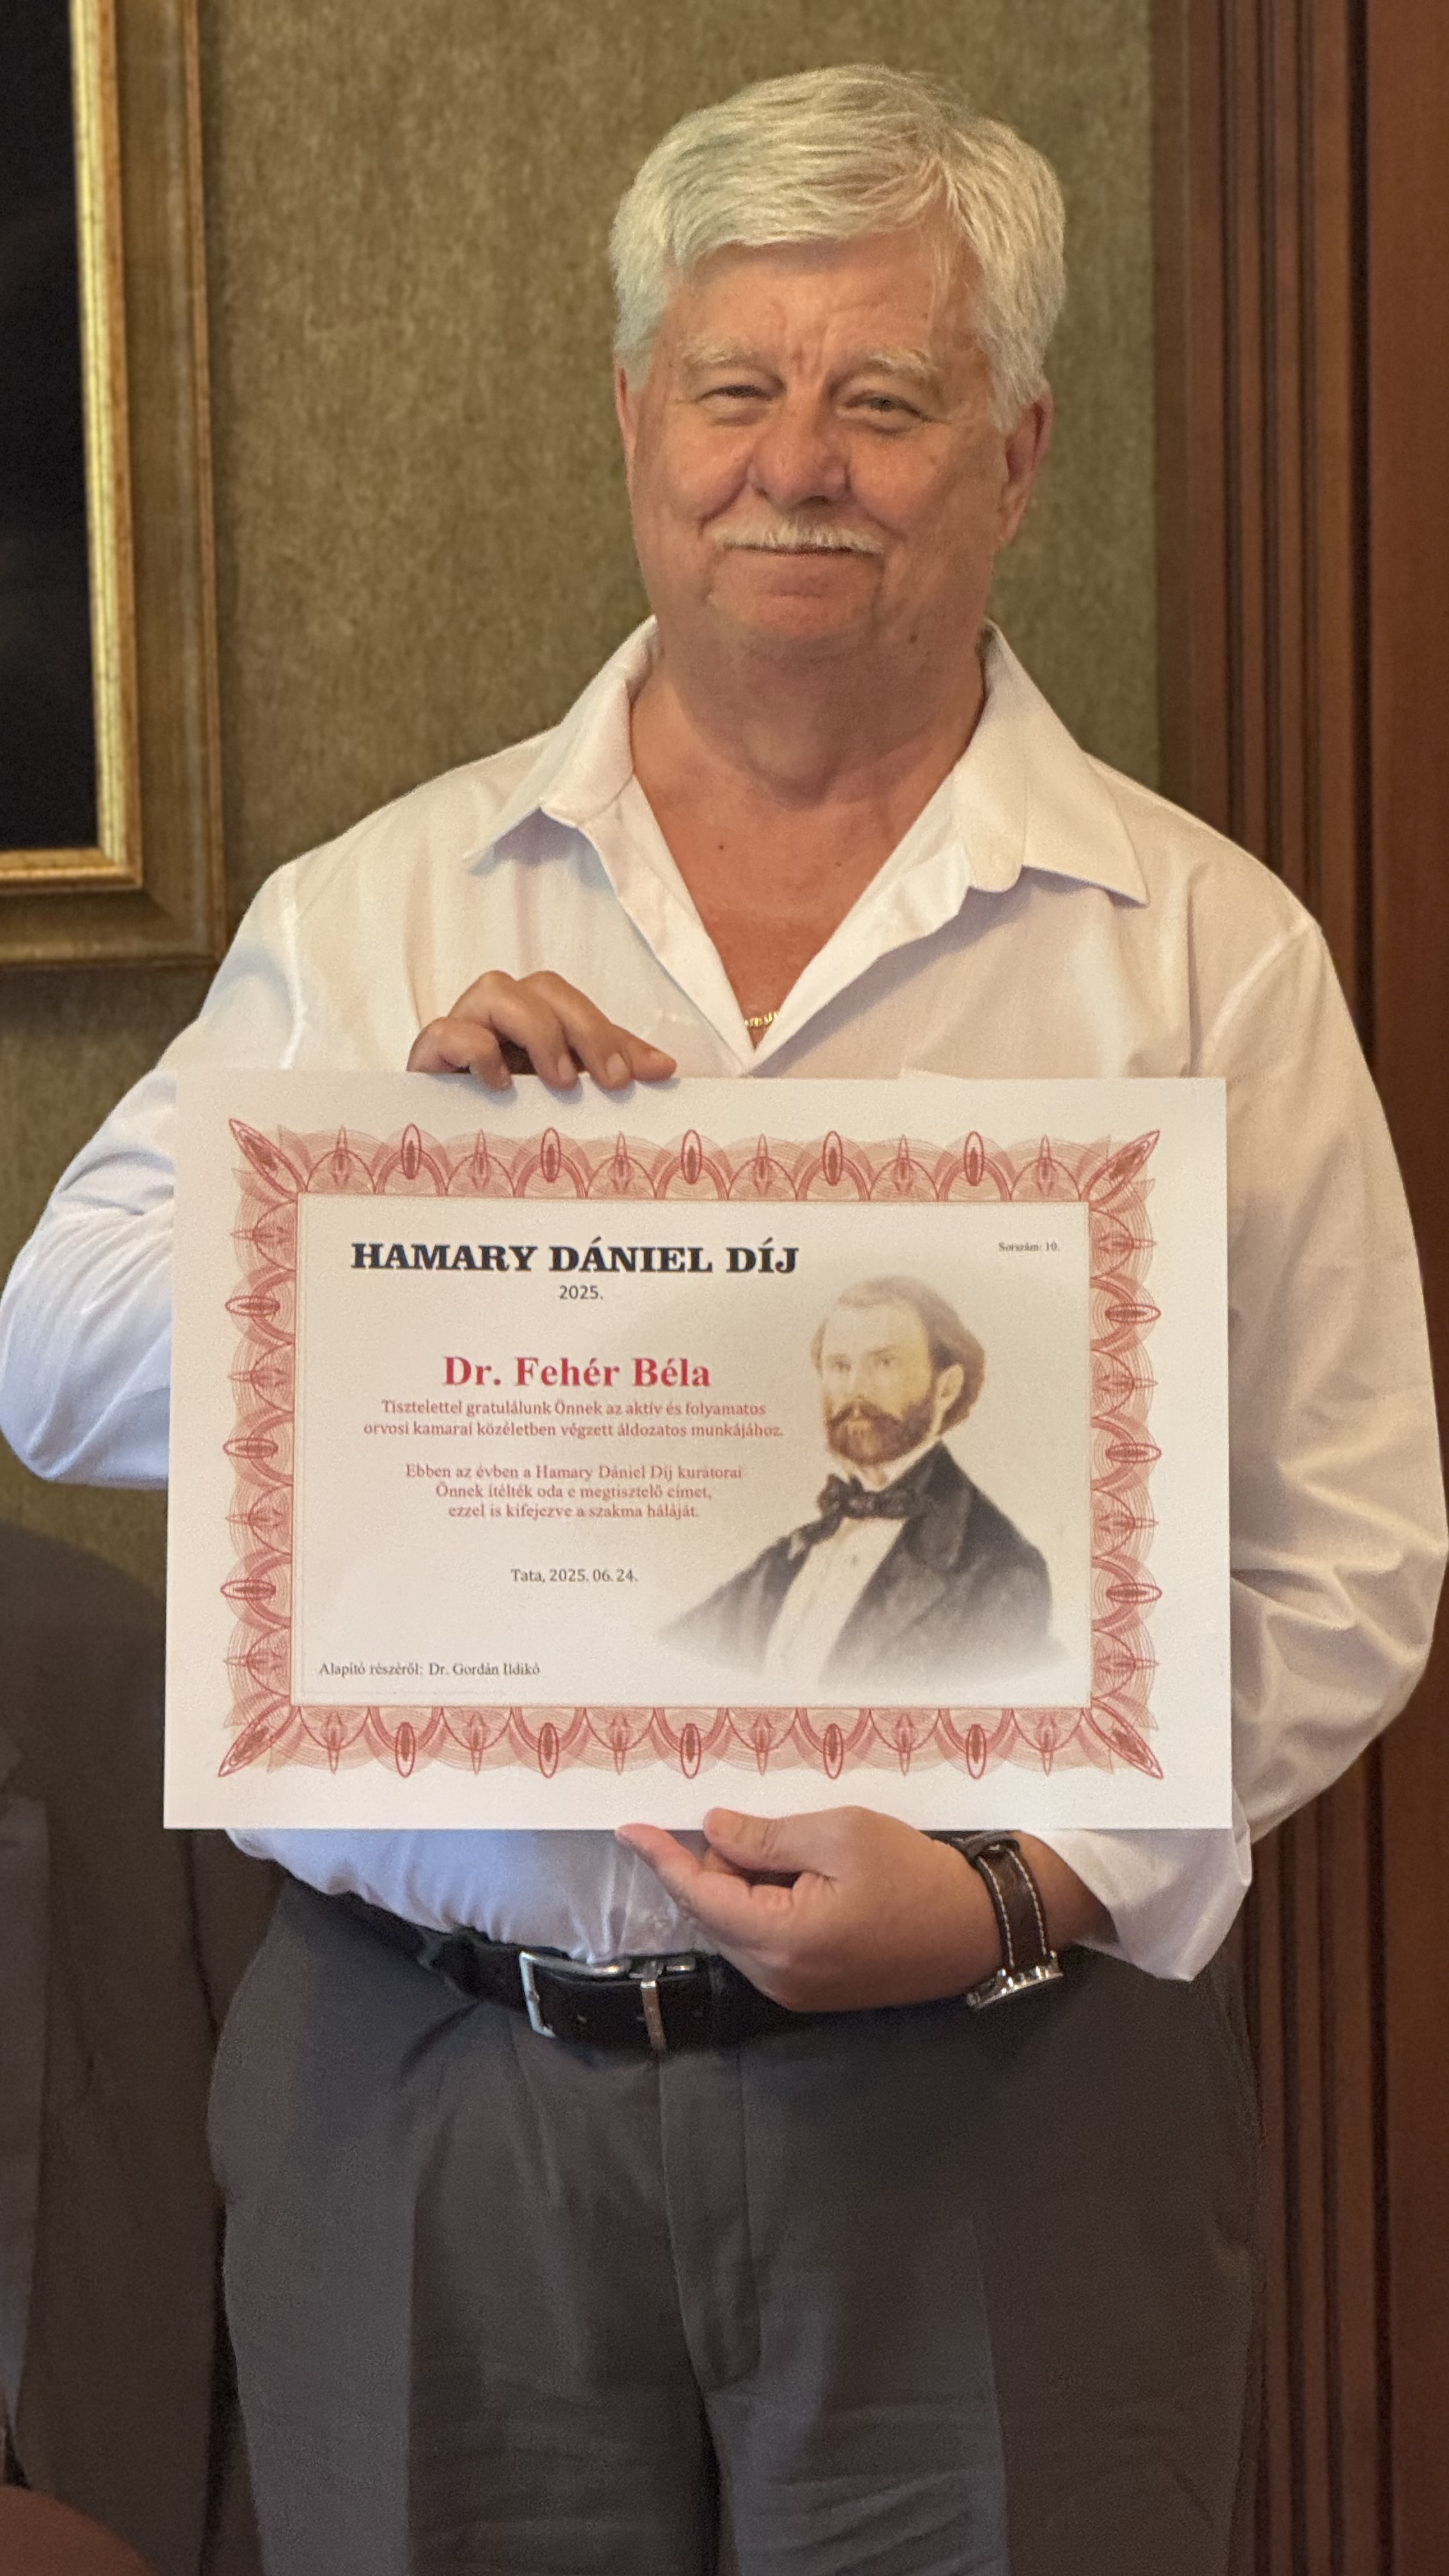 HAMARY DÁNIEL DÍJ
Sorszám: 10.
2025.
Dr. Fehér Béla
Tisztelettel gratulálunk Önnek az aktív és folyamatos
orvosi kamarai közéletben végzett áldozatos munkájához.
Ebben az évben a Hamary Dániel Díj kurátorai
Önnek ítélték oda e megtisztelő címet,
ezzel is kifejezve a szakma háláját.
Tata, 2025. 06. 24.
Alapító részéről: Dr. Gordán Ildikó